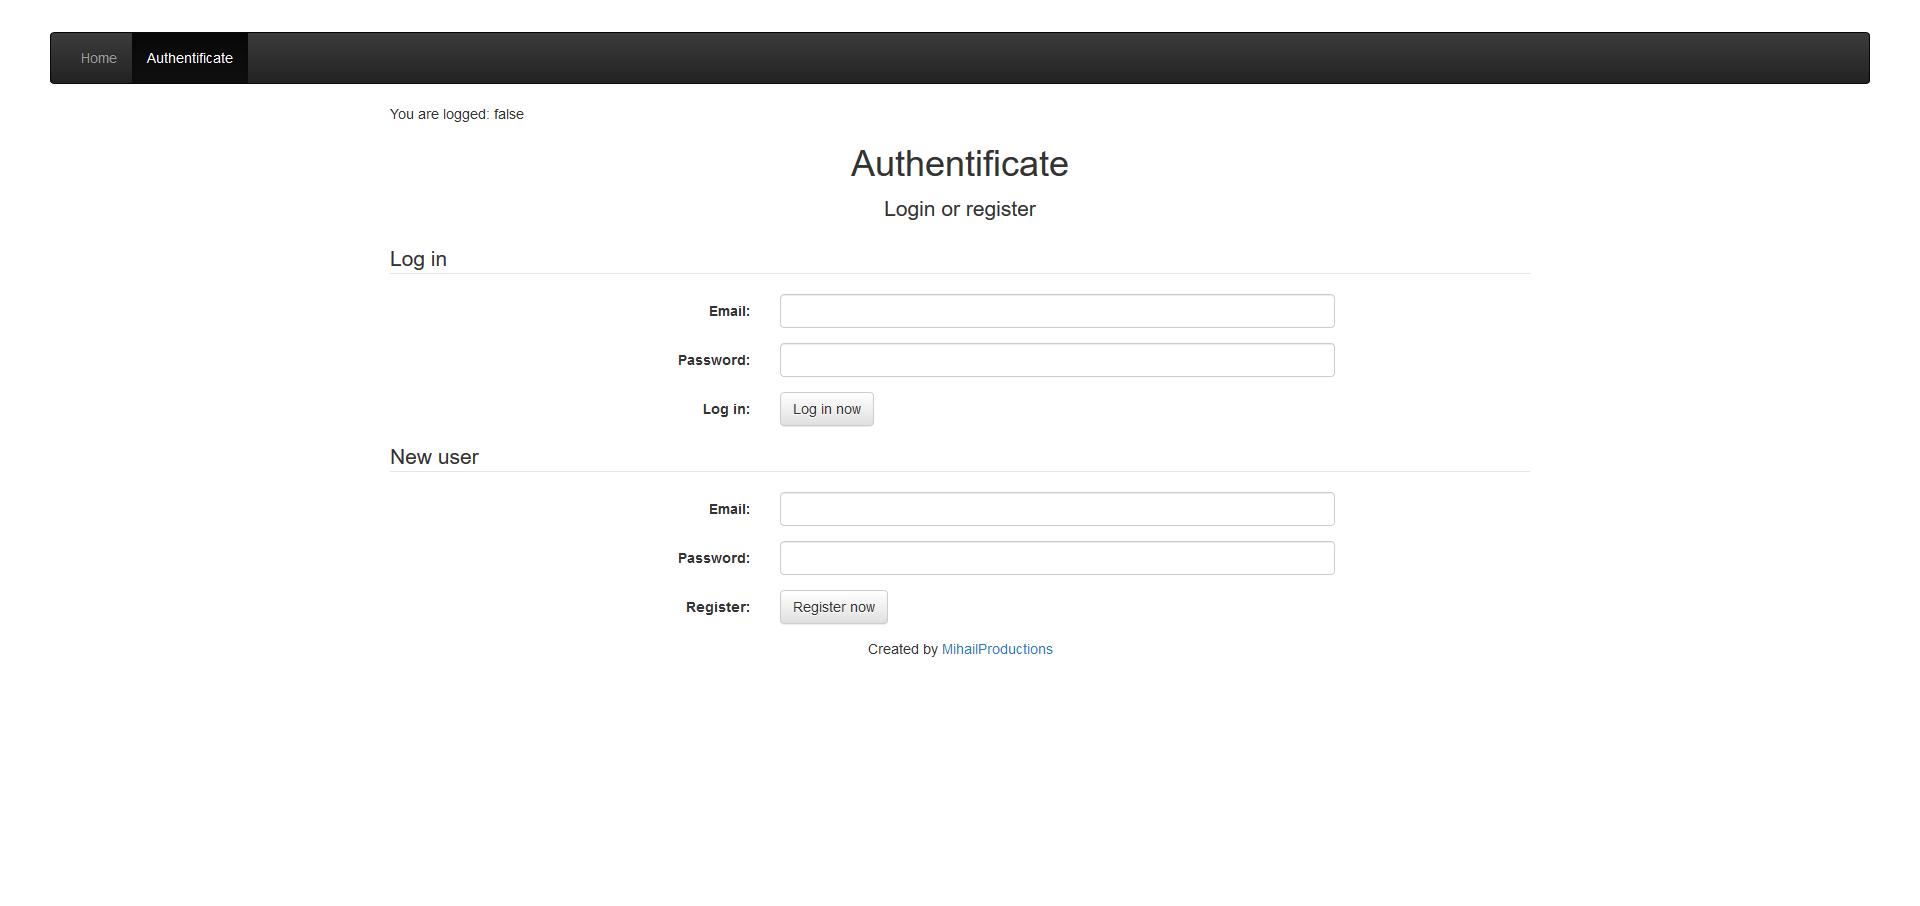 Home Authentificate
You are logged: false
Authentificate
Login or register
Log in
Email:
Password:
Log in: Log in now
New user
Email:
Password:
Register: Register now
Created by MihailProductions